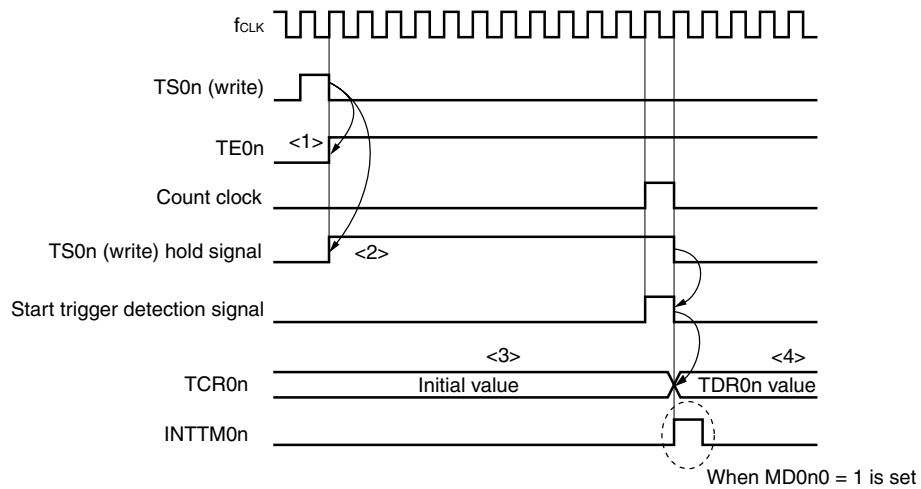 fCLK
TS0n (write)
<1>
TE0n
Count clock
TS0n (write) hold signal
<2>
Start trigger detection signal
<3>
<4>
TCR0n
Initial value
TDR0n value
INTTM0n
When MD0n0 = 1 is set